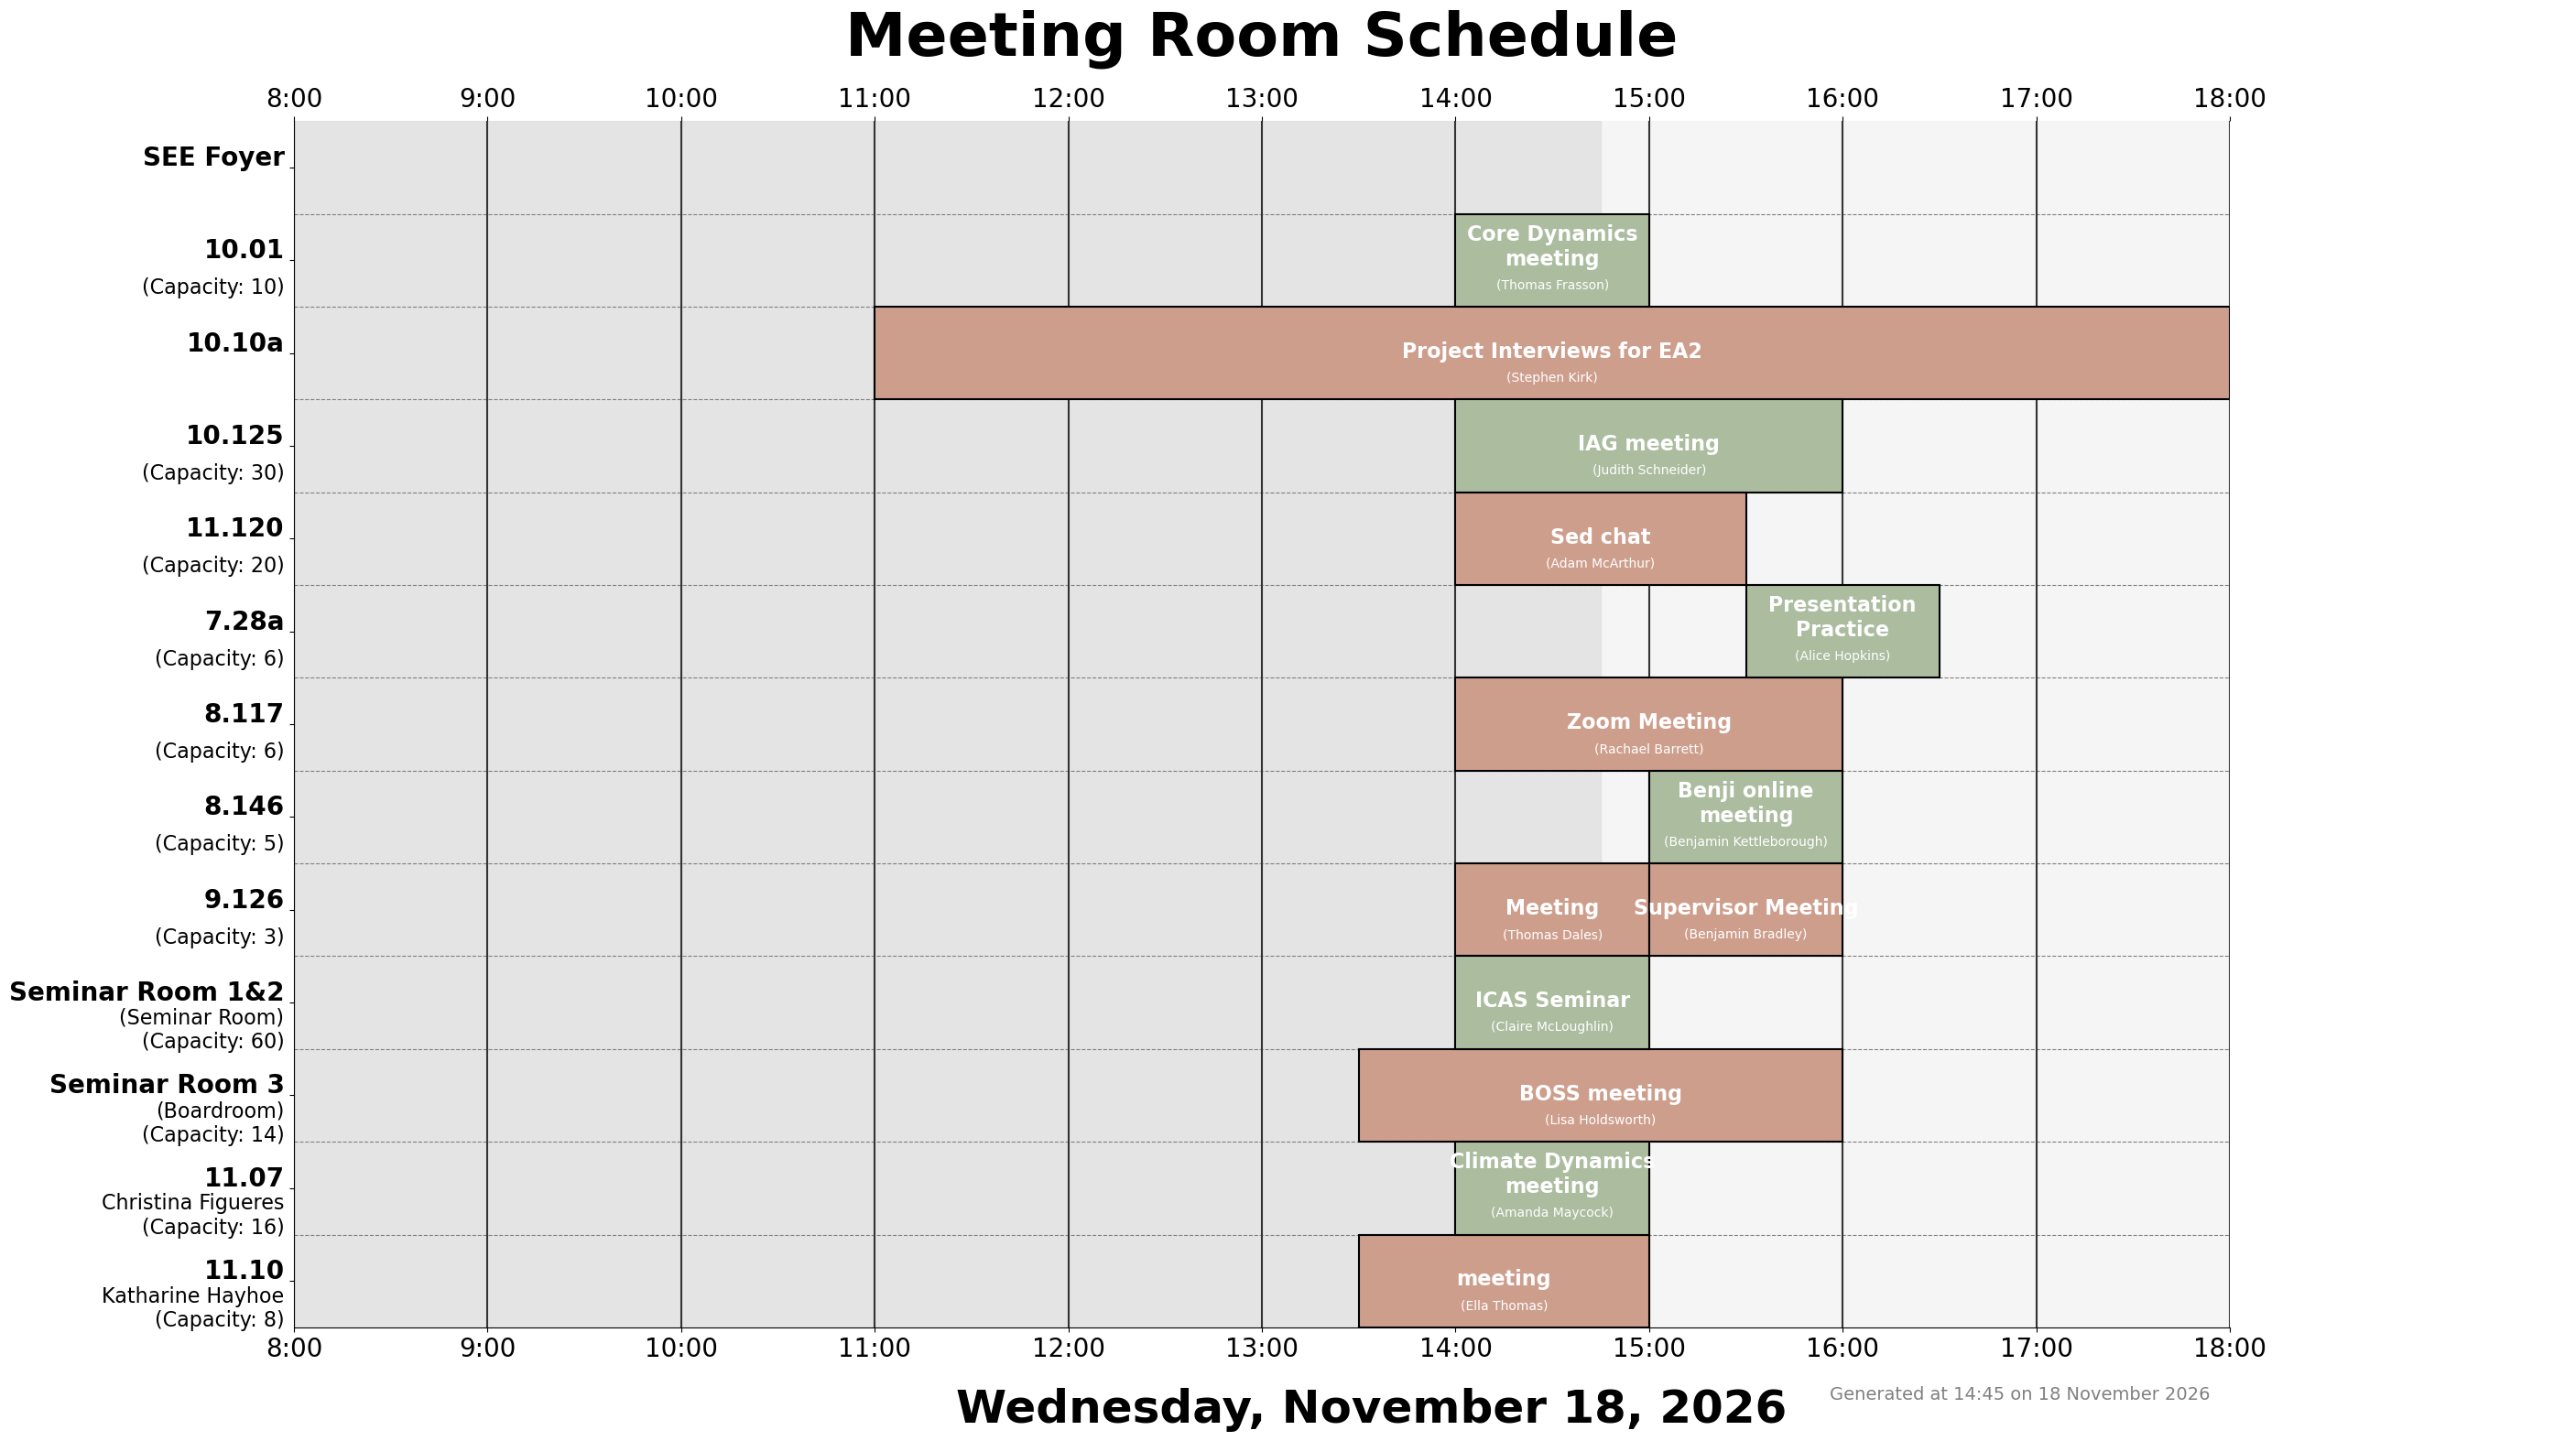 Meeting Room Schedule
8:00 9:00 10:00 11:00 12:00 13:00 14:00 15:00 16:00 17:00 18:00
SEE Foyer
10.01
(Capacity: 10)
Core Dynamics
meeting
(Thomas Frasson)
10.10a
Project Interviews for EA2
(Stephen Kirk)
10.125
(Capacity: 30)
IAG meeting
(Judith Schneider)
11.120
(Capacity: 20)
Sed chat
(Adam McArthur)
7.28a
(Capacity: 6)
Presentation
Practice
(Alice Hopkins)
8.117
(Capacity: 6)
Zoom Meeting
(Rachael Barrett)
8.146
(Capacity: 5)
Benji online
meeting
(Benjamin Kettleborough)
9.126
(Capacity: 3)
Meeting
(Thomas Dales)
Supervisor Meeting
(Benjamin Bradley)
Seminar Room 1&2
(Seminar Room)
(Capacity: 60)
ICAS Seminar
(Claire McLoughlin)
Seminar Room 3
(Boardroom)
(Capacity: 14)
BOSS meeting
(Lisa Holdsworth)
11.07
Christina Figueres
(Capacity: 16)
Climate Dynamics
meeting
(Amanda Maycock)
11.10
Katharine Hayhoe
(Capacity: 8)
meeting
(Ella Thomas)
8:00 9:00 10:00 11:00 12:00 13:00 14:00 15:00 16:00 17:00 18:00
Wednesday, November 18, 2026
Generated at 14:45 on 18 November 2026